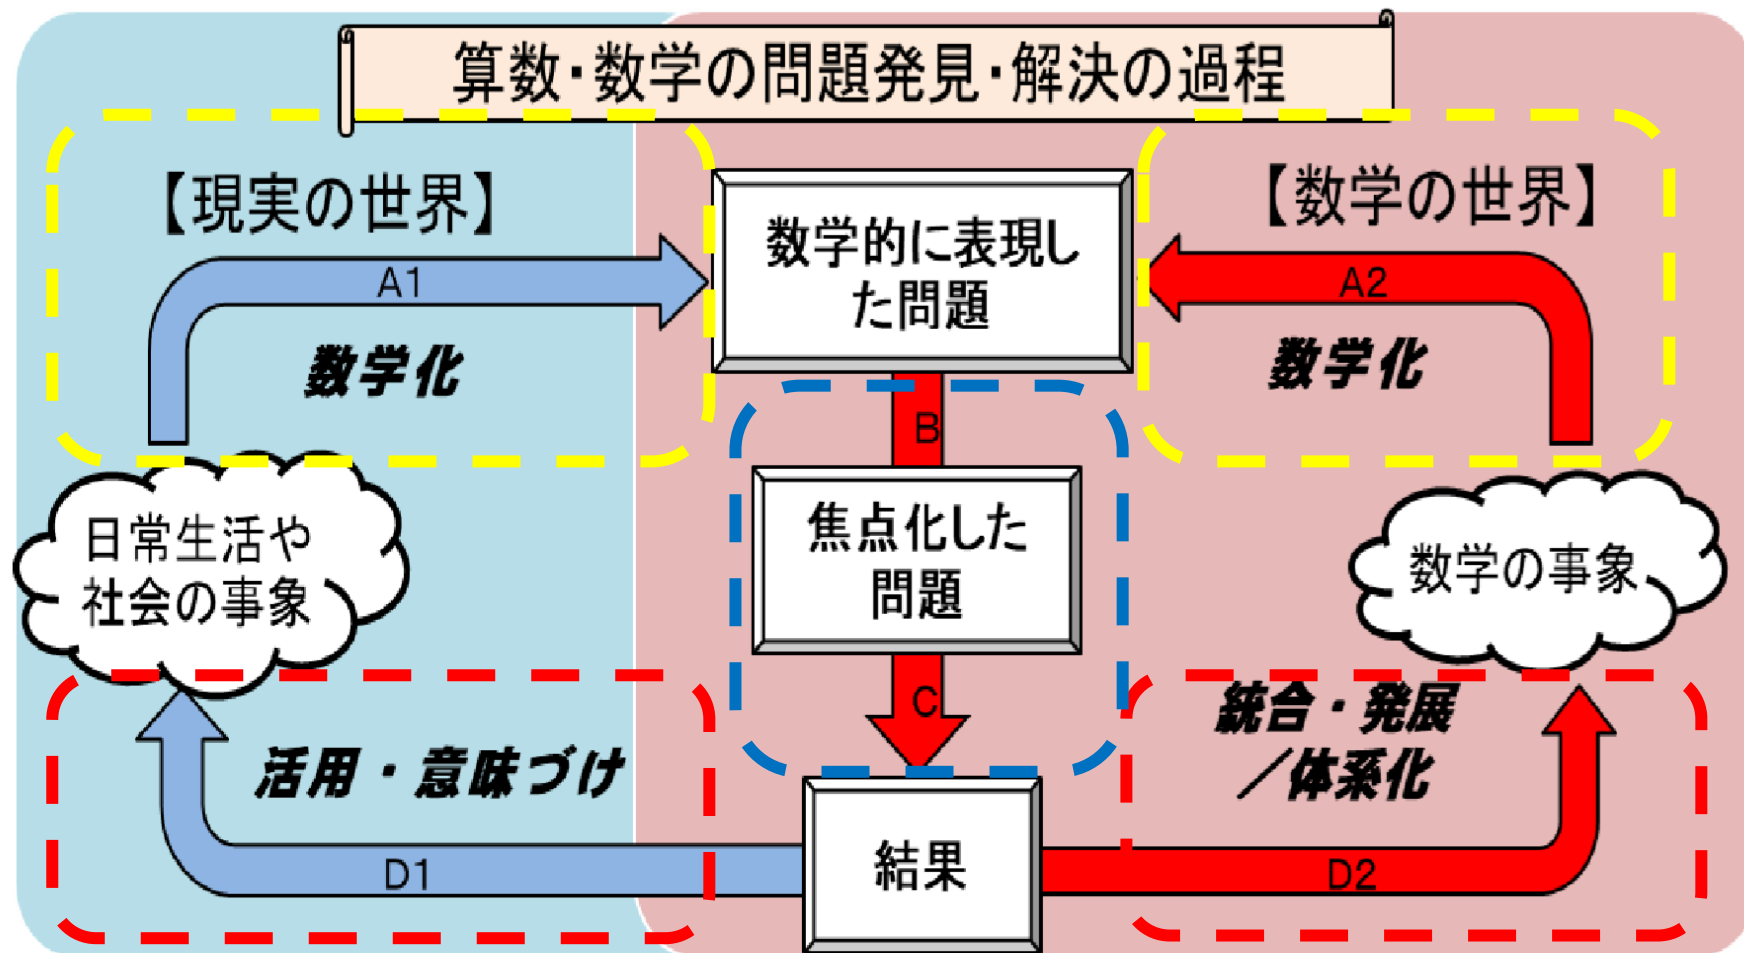 算数・数学の問題発見・解決の過程
【現実の世界】
【数学の世界】
数学的に表現し
た問題
A1
A2
数学化
数学化
B
焦点化した
問題
日常生活や
社会の事象
数学の事象
C
活用・意味づけ
統合・発展
／体系化
結果
D1
D2